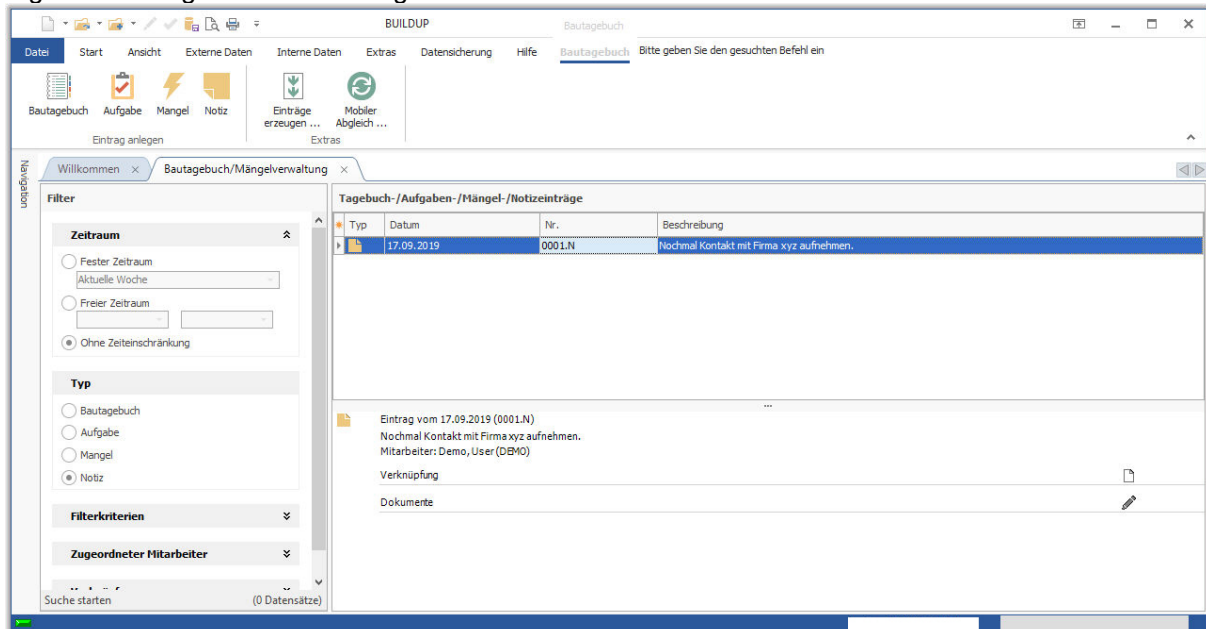 BUILDUP
Bautagebuch
Datei Start Ansicht Externe Daten Interne Daten Extras Datensicherung Hilfe Bautagebuch Bitte geben Sie den gesuchten Befehl ein
Bautagebuch Aufgabe Mangel Notiz Einträge erzeugen ... Mobiler Abgleich ...
Eintrag anlegen Extras
Navigation
Willkommen Bautagebuch/Mängelverwaltung
Filter
Zeitraum
Fester Zeitraum
Aktuelle Woche
Freier Zeitraum
Ohne Zeiteinschränkung
Typ
Bautagebuch
Aufgabe
Mangel
Notiz
Filterkriterien
Zugeordneter Mitarbeiter
Suche starten (0 Datensätze)
Tagebuch-/Aufgaben-/Mängel-/Notizeinträge
Typ Datum Nr. Beschreibung
17.09.2019 0001.N Nochmal Kontakt mit Firma xyz aufnehmen.
Eintrag vom 17.09.2019 (0001.N)
Nochmal Kontakt mit Firma xyz aufnehmen.
Mitarbeiter: Demo, User (DEMO)
Verknüpfung
Dokumente